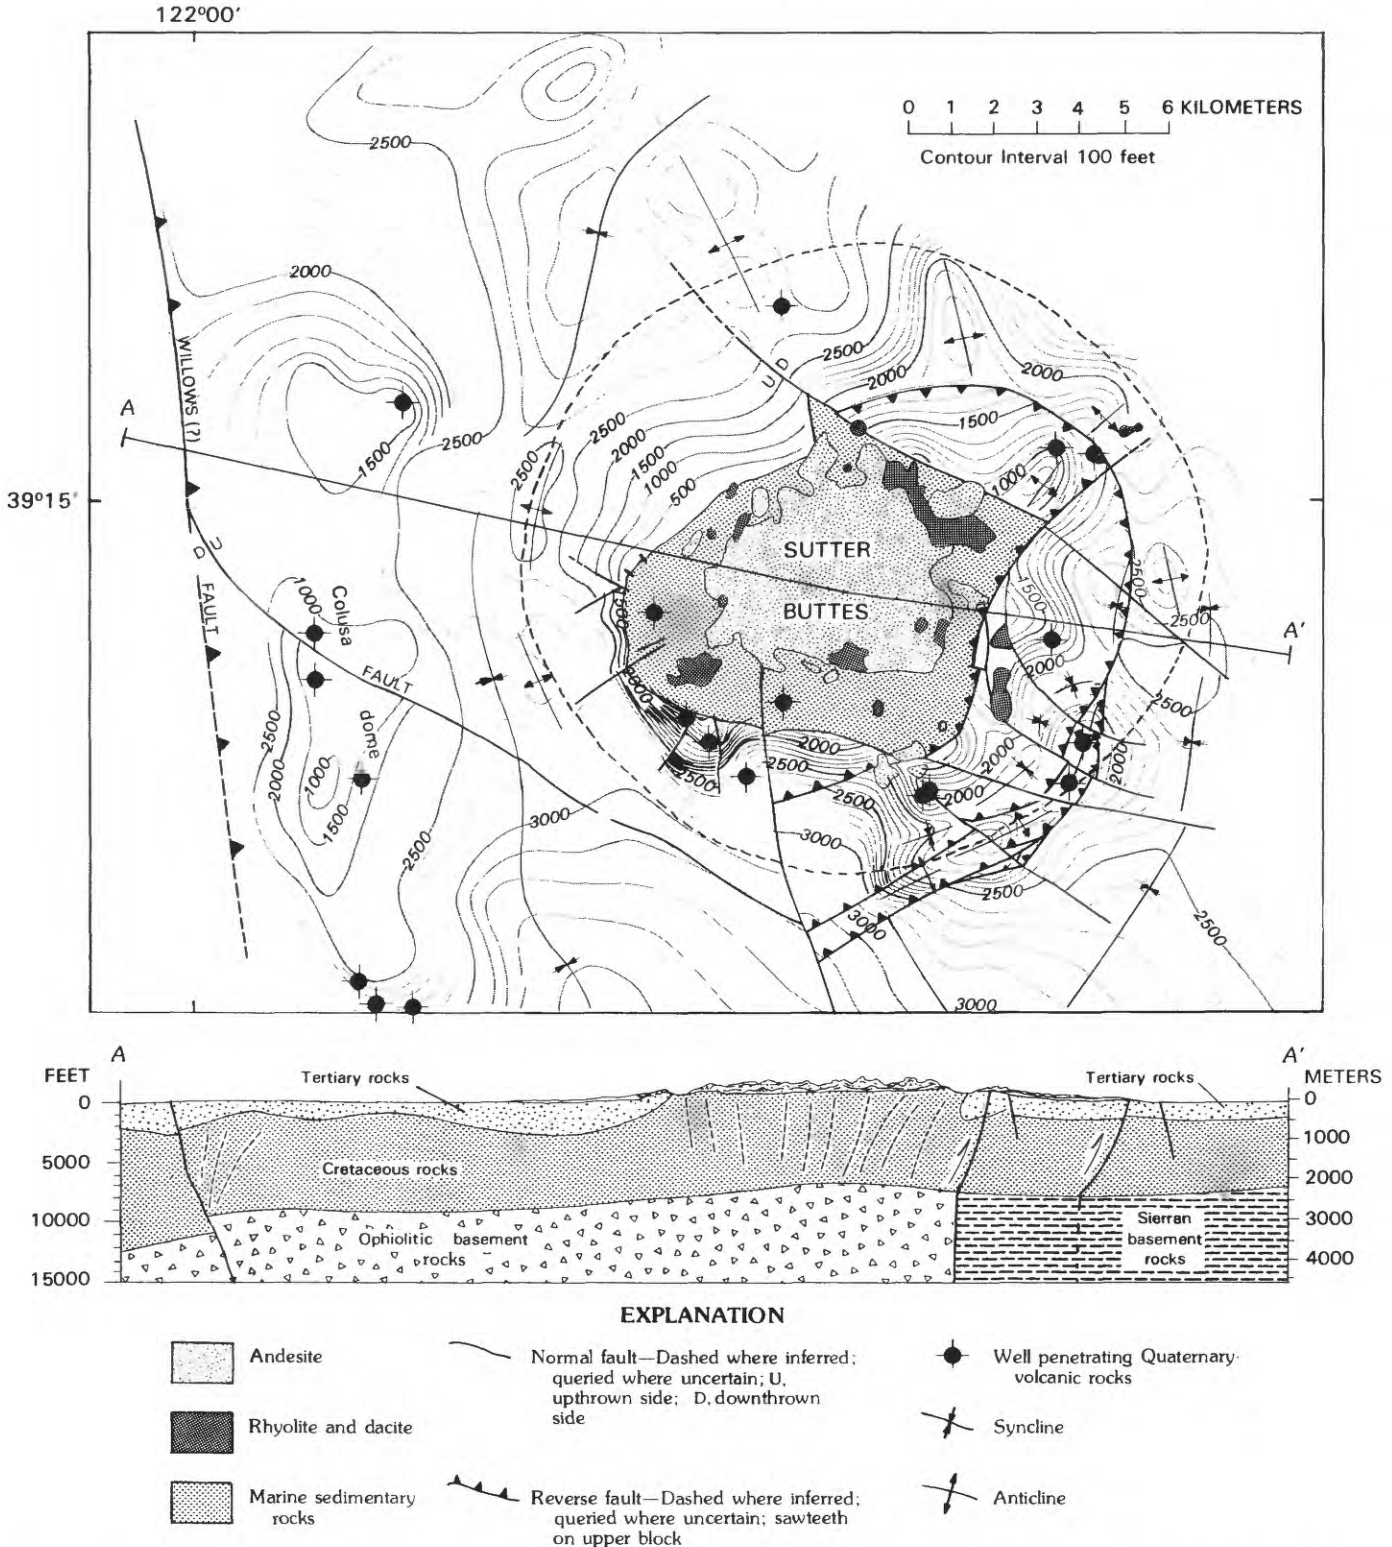 122°00'
0 1 2 3 4 5 6 KILOMETERS
Contour Interval 100 feet
2500
2000
WILLOWS (?)
A
1500
2500
2500
2500
2000
1500
1000
500
2500
2000
2000
1500
1000
U D
39°15'
SUTTER
BUTTES
U
D
FAULT
1000
Colusa
dome
FAULT
2500
2000
1000
1500
2500
3000
1500
2000
2500
2000
2500
2500
3000
3000
1500
2000
2500
2500
A'
2500
2000
2000
2000
D
2500
2500
3000
A
A'
FEET
METERS
Tertiary rocks
Tertiary rocks
0
0
1000
5000
Cretaceous rocks
2000
10000
Ophiolitic basement
rocks
Sierran
basement
rocks
3000
15000
4000
EXPLANATION
Andesite
Rhyolite and dacite
Marine sedimentary
rocks
Normal fault—Dashed where inferred;
queried where uncertain; U,
upthrown side; D, downthrown
side
Reverse fault—Dashed where inferred;
queried where uncertain; sawteeth
on upper block
Well penetrating Quaternary
volcanic rocks
Syncline
Anticline